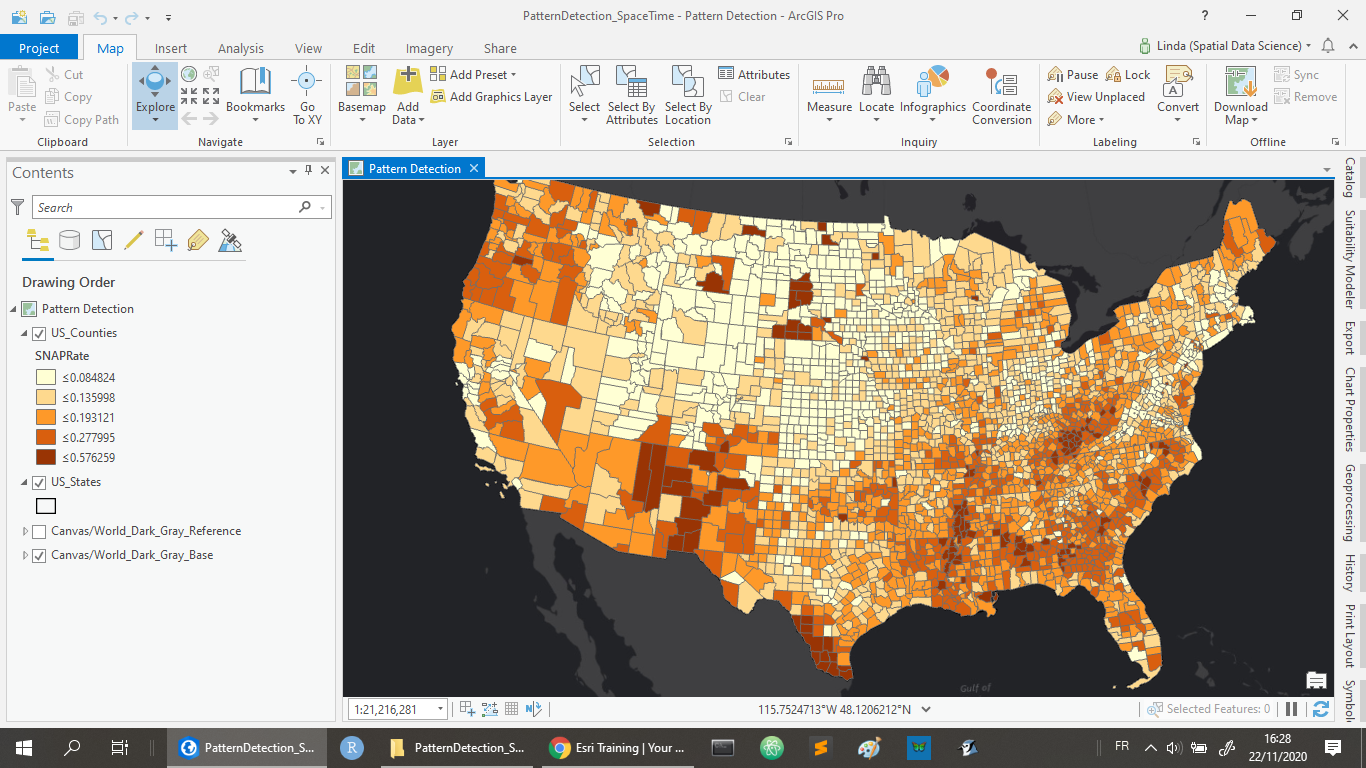 PatternDetection_SpaceTime - Pattern Detection - ArcGIS Pro
?
Project Map Insert Analysis View Edit Imagery Share
Linda (Spatial Data Science)
Paste
Cut
Copy
Copy Path
Clipboard
Explore
Bookmarks
Go To XY
Navigate
Basemap
Add Data
Add Preset
Add Graphics Layer
Layer
Select
Select By Attributes
Select By Location
Attributes
Clear
Selection
Measure
Locate
Infographics
Coordinate Conversion
Inquiry
Pause
Lock
View Unplaced
More
Convert
Labeling
Download Map
Sync
Remove
Offline
Contents
Search
Drawing Order
Pattern Detection
US_Counties
SNAPRate
≤0.084824
≤0.135998
≤0.193121
≤0.277995
≤0.576259
US_States
Canvas/World_Dark_Gray_Reference
Canvas/World_Dark_Gray_Base
Pattern Detection
Gulf of
1:21,216,281
115.7524713°W 48.1206212°N
Selected Features: 0
Catalog
Suitability Modeler
Export
Chart Properties
Geoprocessing
History
Print Layout
Symbol
PatternDetection_S...
R
PatternDetection_S...
Esri Training | Your ...
FR
16:28
22/11/2020